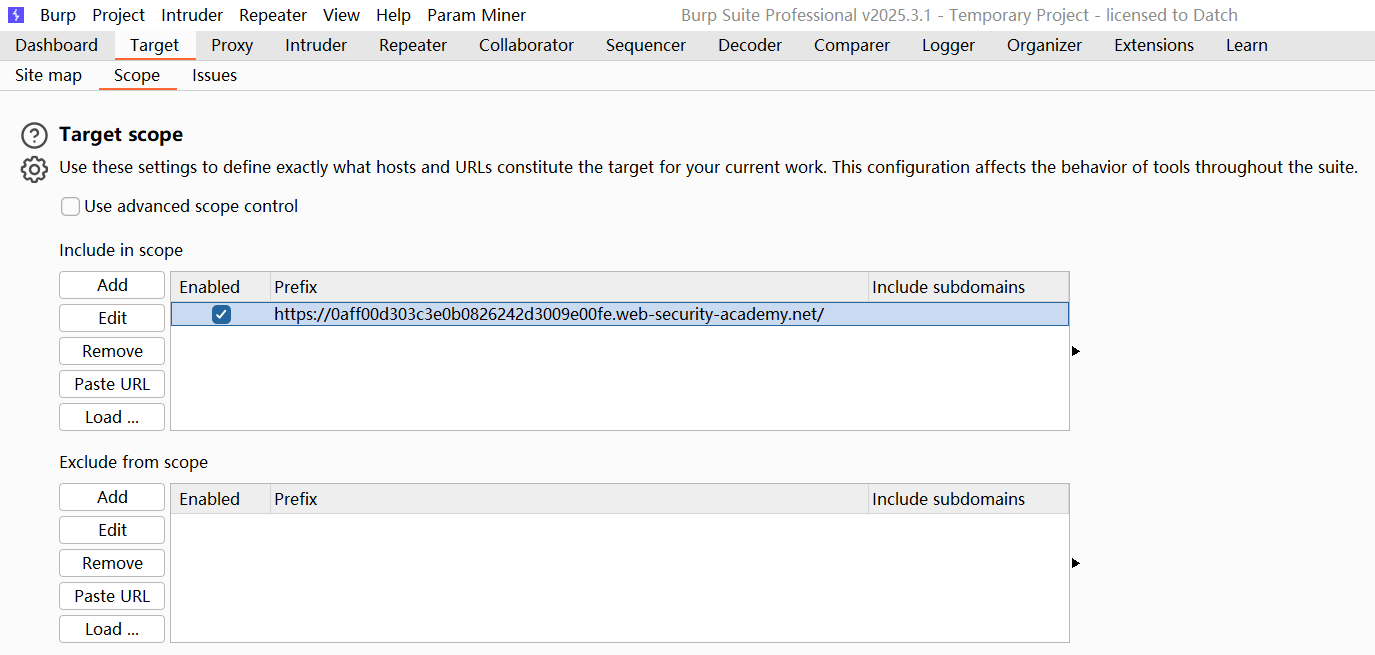 Burp Project Intruder Repeater View Help Param Miner Burp Suite Professional v2025.3.1 - Temporary Project - licensed to Datch
Dashboard Target Proxy Intruder Repeater Collaborator Sequencer Decoder Comparer Logger Organizer Extensions Learn
Site map Scope Issues
Target scope
Use these settings to define exactly what hosts and URLs constitute the target for your current work. This configuration affects the behavior of tools throughout the suite.
Use advanced scope control
Include in scope
Add Enabled Prefix Include subdomains
Edit https://0aff00d303c3e0b0826242d3009e00fe.web-security-academy.net/
Remove
Paste URL
Load ...
Exclude from scope
Add Enabled Prefix Include subdomains
Edit
Remove
Paste URL
Load ...